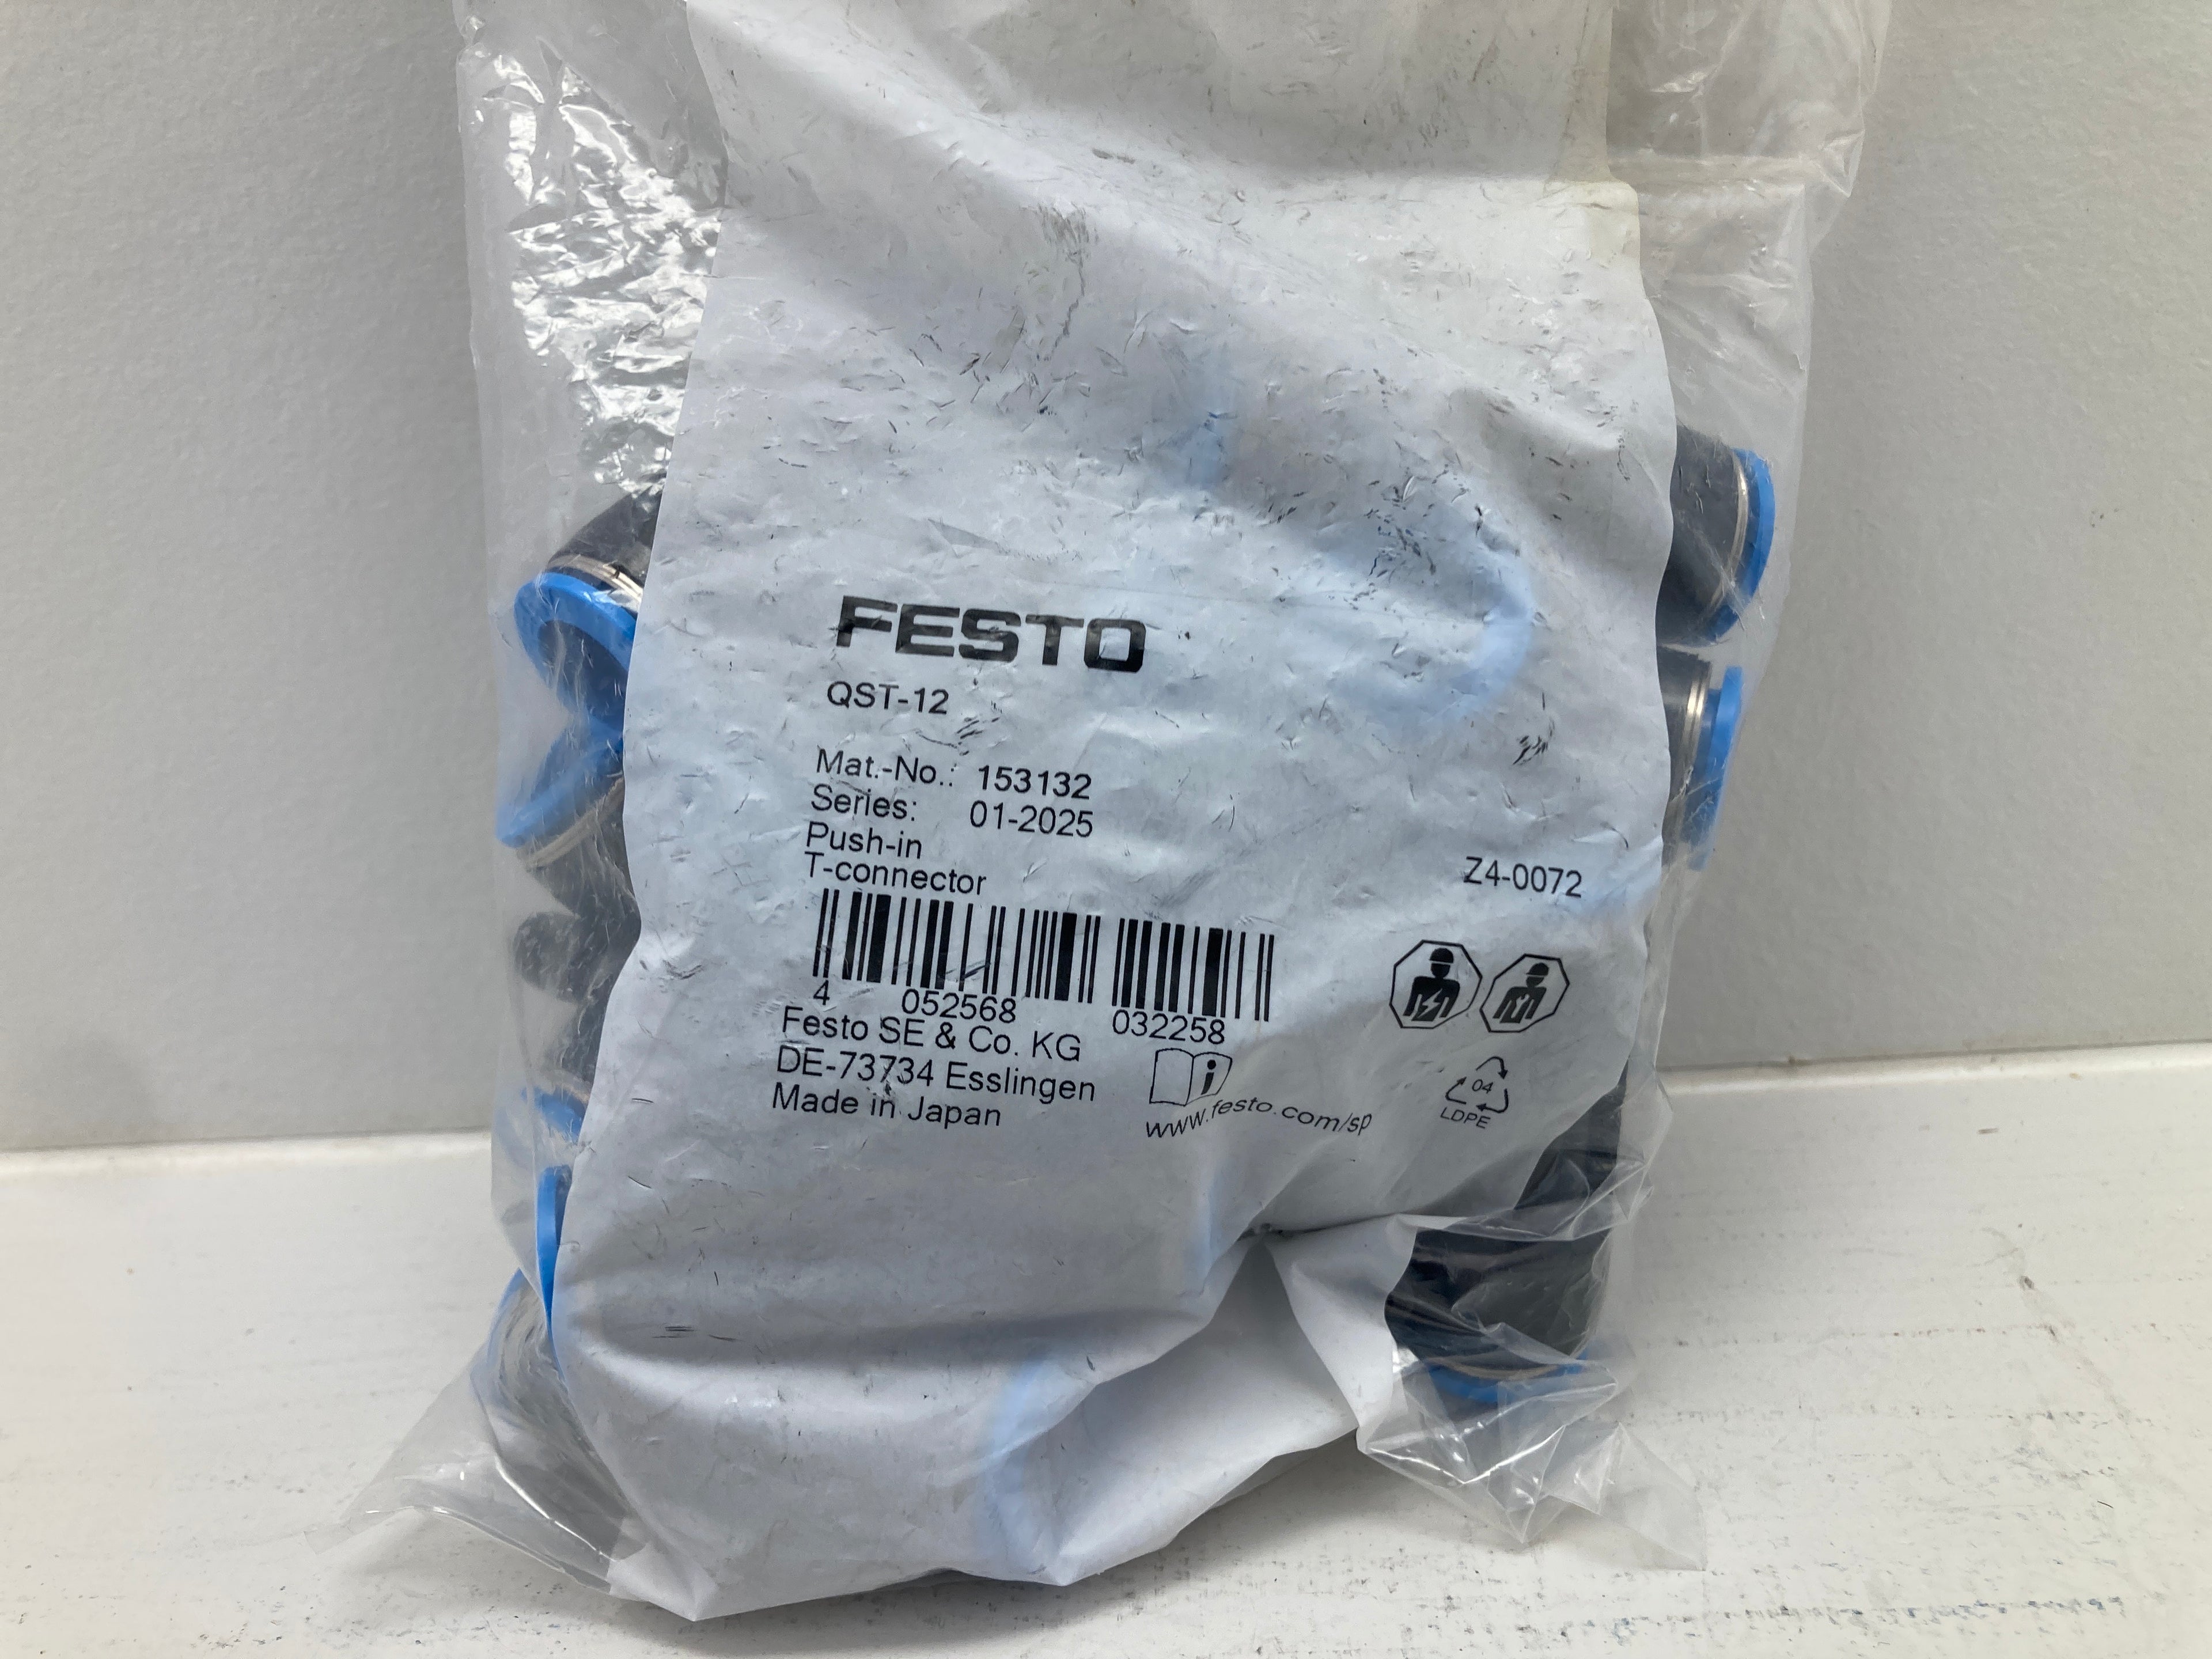 FESTO
QST-12
Mat.-No.: 153132
Series: 01-2025
Push-in
T-connector
Z4-0072
4 052568 032258
Festo SE & Co. KG
DE-73734 Esslingen
Made in Japan
www.festo.com/sp
04
LDPE